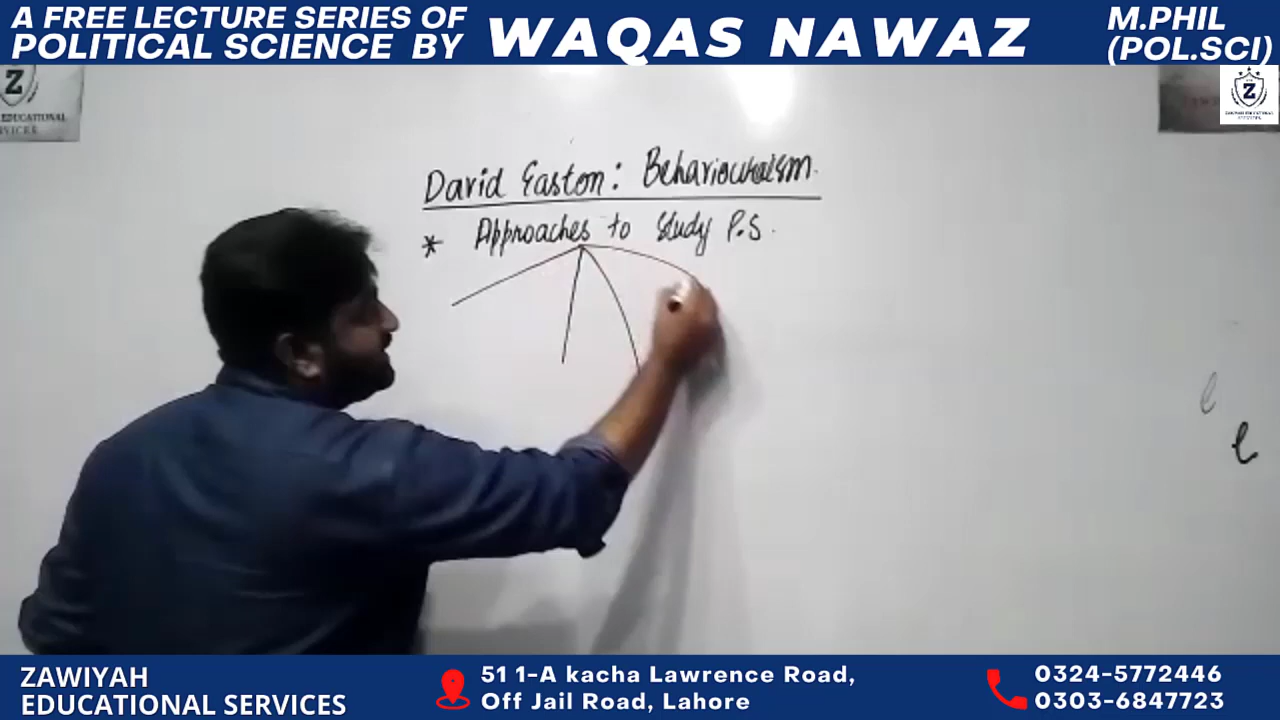 A FREE LECTURE SERIES OF
POLITICAL SCIENCE BY
WAQAS NAWAZ
M.PHIL
(POL.SCI)
Z
EDUCATIONAL
Z
David Easton: Behaviouralism.
* Approaches to Study P.S.
e
e
ZAWIYAH
EDUCATIONAL SERVICES
51 1-A kacha Lawrence Road,
Off Jail Road, Lahore
0324-5772446
0303-6847723